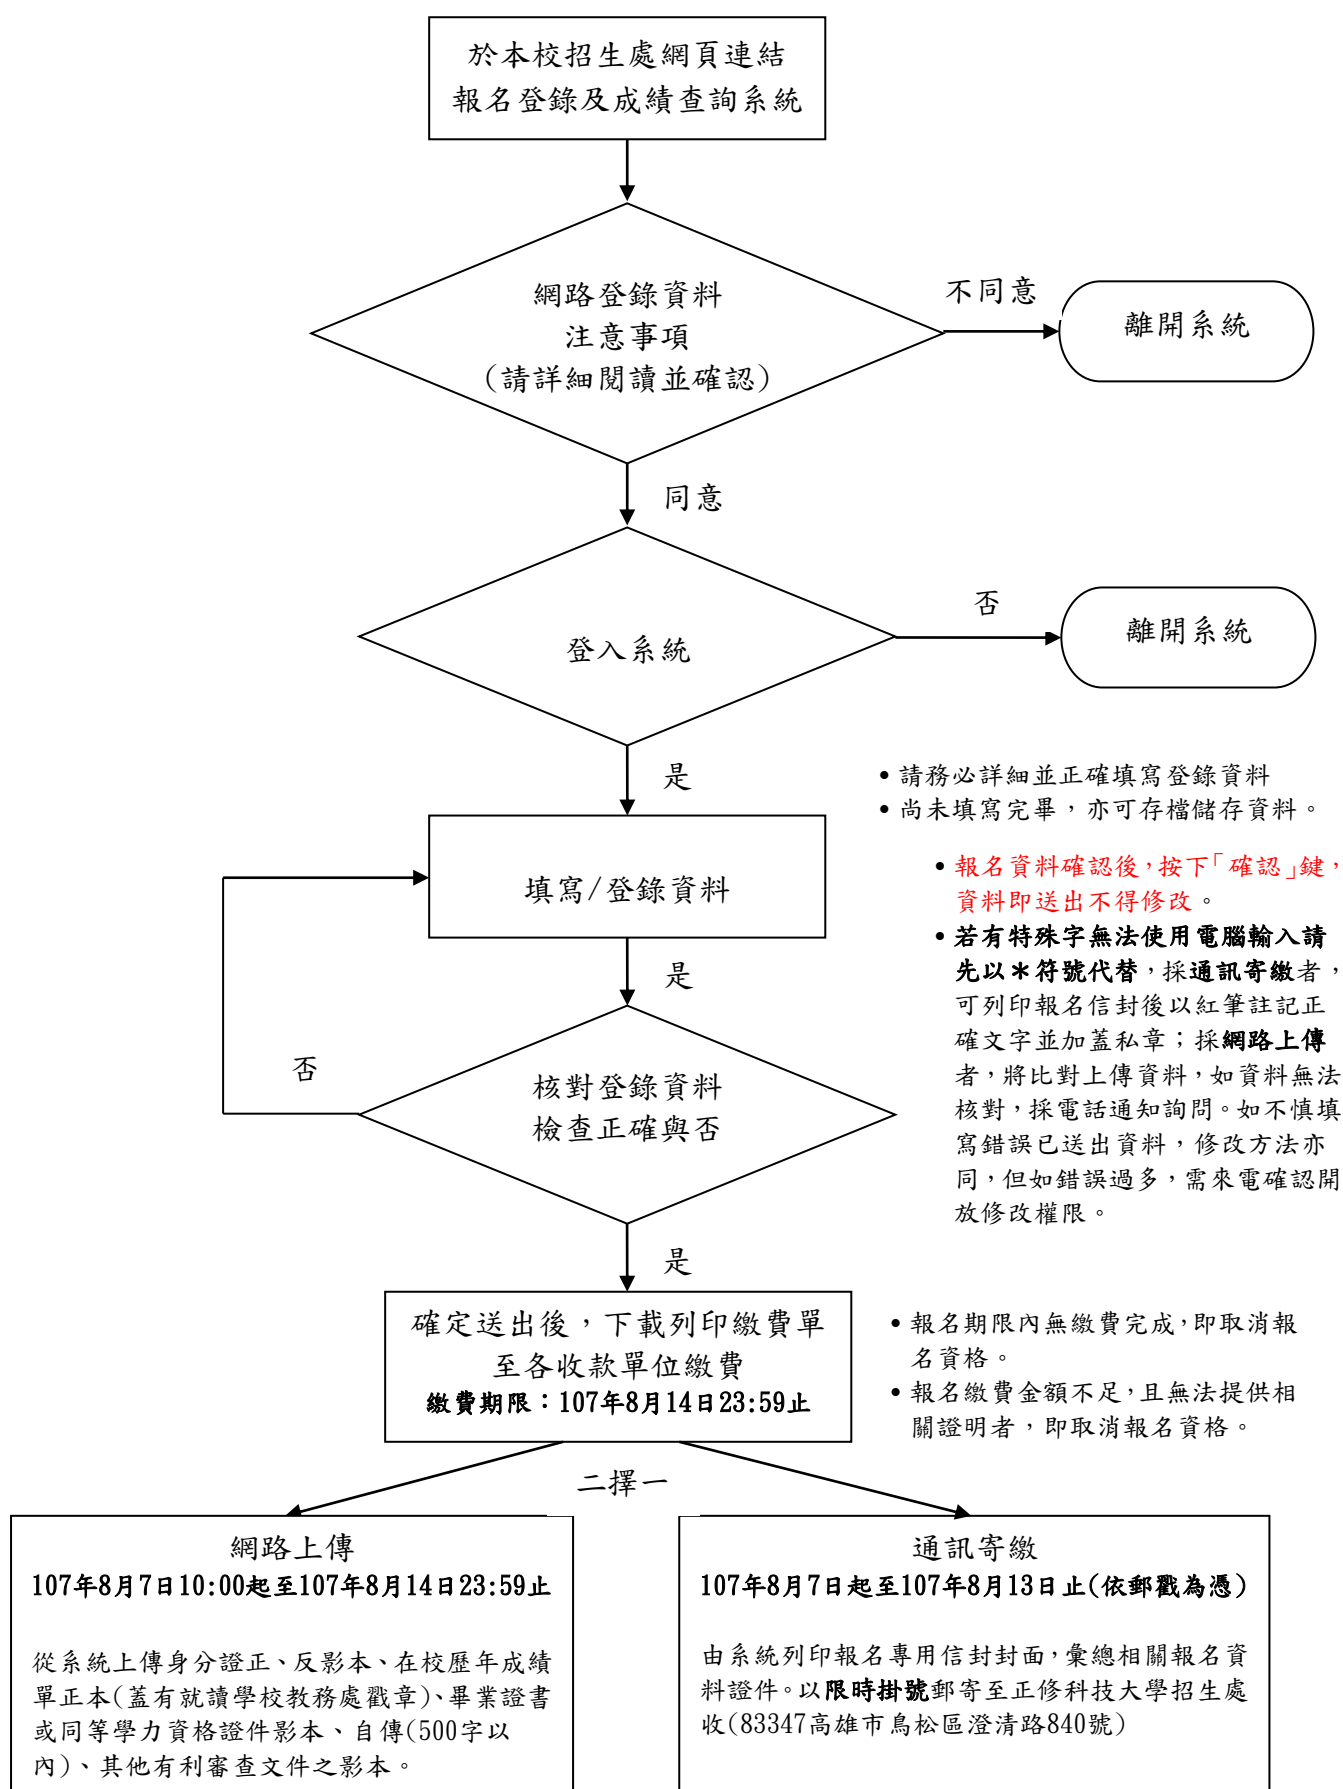 於本校招生處網頁連結
報名登錄及成績查詢系統
網路登錄資料
注意事項
(請詳細閱讀並確認)
不同意
離開系統
同意
登入系統
否
離開系統
是
•請務必詳細並正確填寫登錄資料
•尚未填寫完畢，亦可存檔儲存資料。
填寫/登錄資料
•報名資料確認後，按下「確認」鍵，
資料即送出不得修改。
•若有特殊字無法使用電腦輸入請
先以＊符號代替，採通訊寄繳者，
可列印報名信封後以紅筆註記正
確文字並加蓋私章；採網路上傳
者，將比對上傳資料，如資料無法
核對，採電話通知詢問。如不慎填
寫錯誤已送出資料，修改方法亦
同，但如錯誤過多，需來電確認開
放修改權限。
是
否
核對登錄資料
檢查正確與否
是
確定送出後，下載列印繳費單
至各收款單位繳費
繳費期限：107年8月14日23:59止
•報名期限內無繳費完成，即取消報
名資格。
•報名繳費金額不足，且無法提供相
關證明者，即取消報名資格。
二擇一
網路上傳
107年8月7日10:00起至107年8月14日23:59止
從系統上傳身分證正、反影本、在校歷年成績
單正本(蓋有就讀學校教務處戳章)、畢業證書
或同等學力資格證件影本、自傳(500字以
內)、其他有利審查文件之影本。
通訊寄繳
107年8月7日起至107年8月13日止(依郵戳為憑)
由系統列印報名專用信封封面，彙總相關報名資
料證件。以限時掛號郵寄至正修科技大學招生處
收(83347高雄市鳥松區澄清路840號)